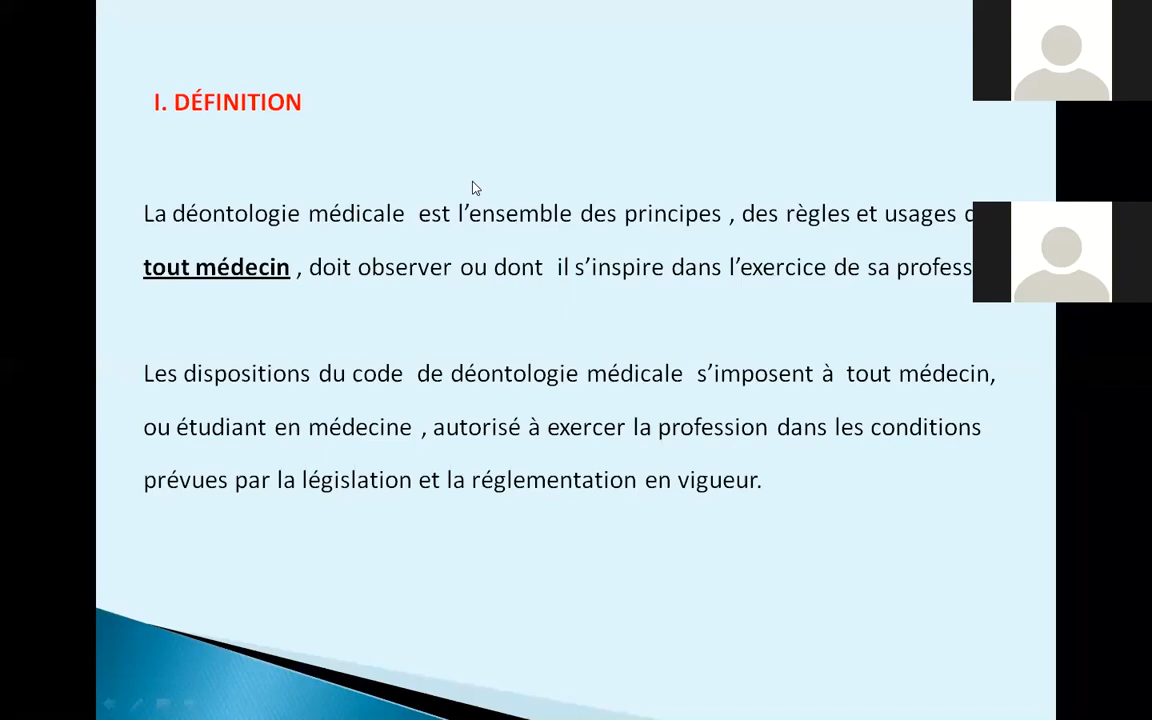 I. DÉFINITION
La déontologie médicale est l’ensemble des principes , des règles et usages
tout médecin , doit observer ou dont il s’inspire dans l’exercice de sa
Les dispositions du code de déontologie médicale s’imposent à tout médecin,
ou étudiant en médecine , autorisé à exercer la profession dans les conditions
prévues par la législation et la réglementation en vigueur.